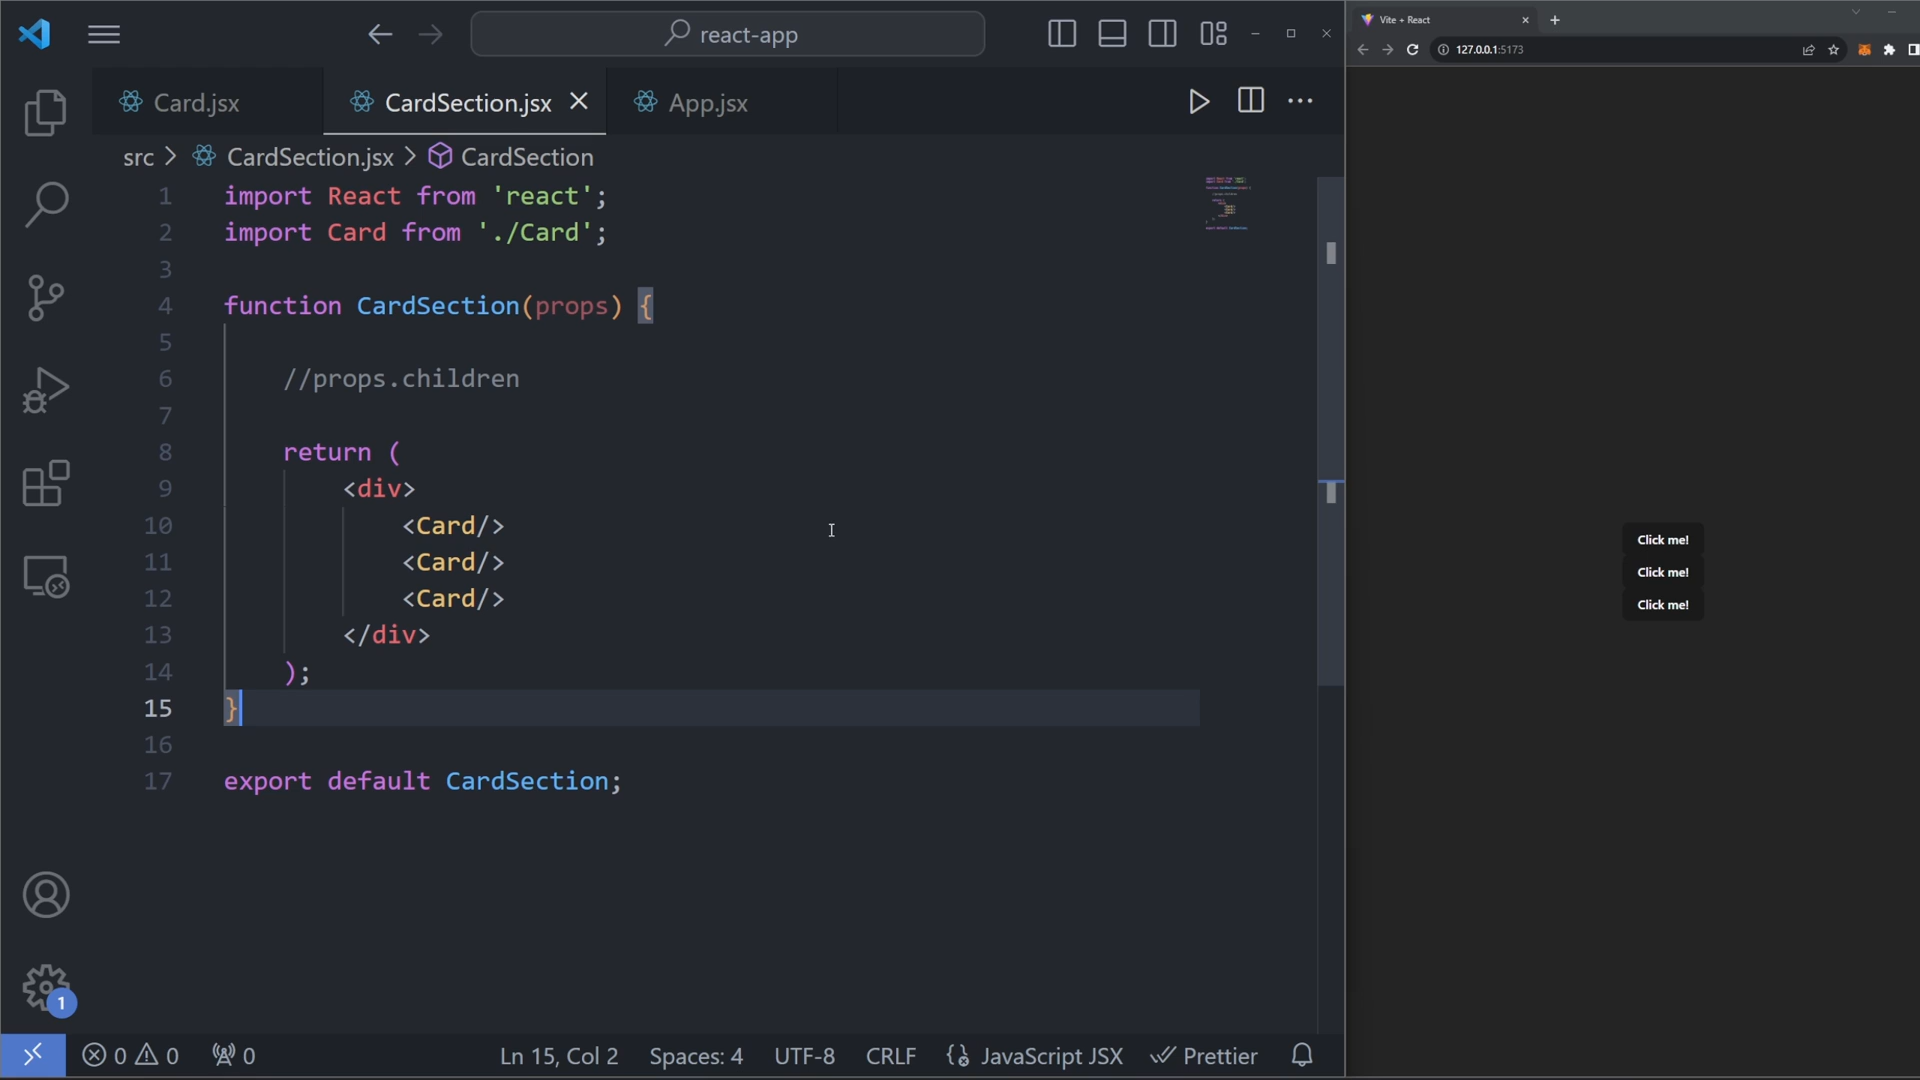 react-app
Card.jsx
CardSection.jsx
App.jsx
src > CardSection.jsx > CardSection
1 import React from 'react';
2 import Card from './Card';
3
4 function CardSection(props) {
5
6 //props.children
7
8 return (
9 <div>
10 <Card/>
11 <Card/>
12 <Card/>
13 </div>
14 );
15 }
16
17 export default CardSection;
1
0 0 0 Ln 15, Col 2 Spaces: 4 UTF-8 CRLF JavaScript JSX Prettier
Vite + React
127.0.0.1:5173
Click me!
Click me!
Click me!